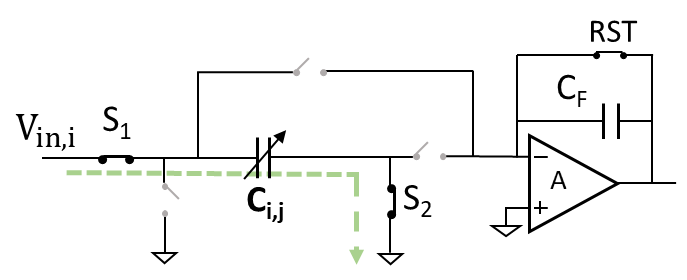 RST
C_F
S_1
V_in,i
C_i,j
S_2
A
−
+